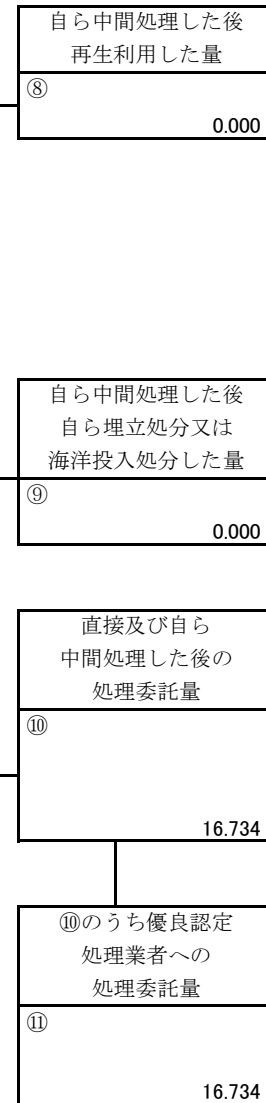 自ら中間処理した後
再生利用した量
⑧
0.000
自ら中間処理した後
自ら埋立処分又は
海洋投入処分した量
⑨
0.000
直接及び自ら
中間処理した後の
処理委託量
⑩
16.734
⑩のうち優良認定
処理業者への
処理委託量
⑪
16.734